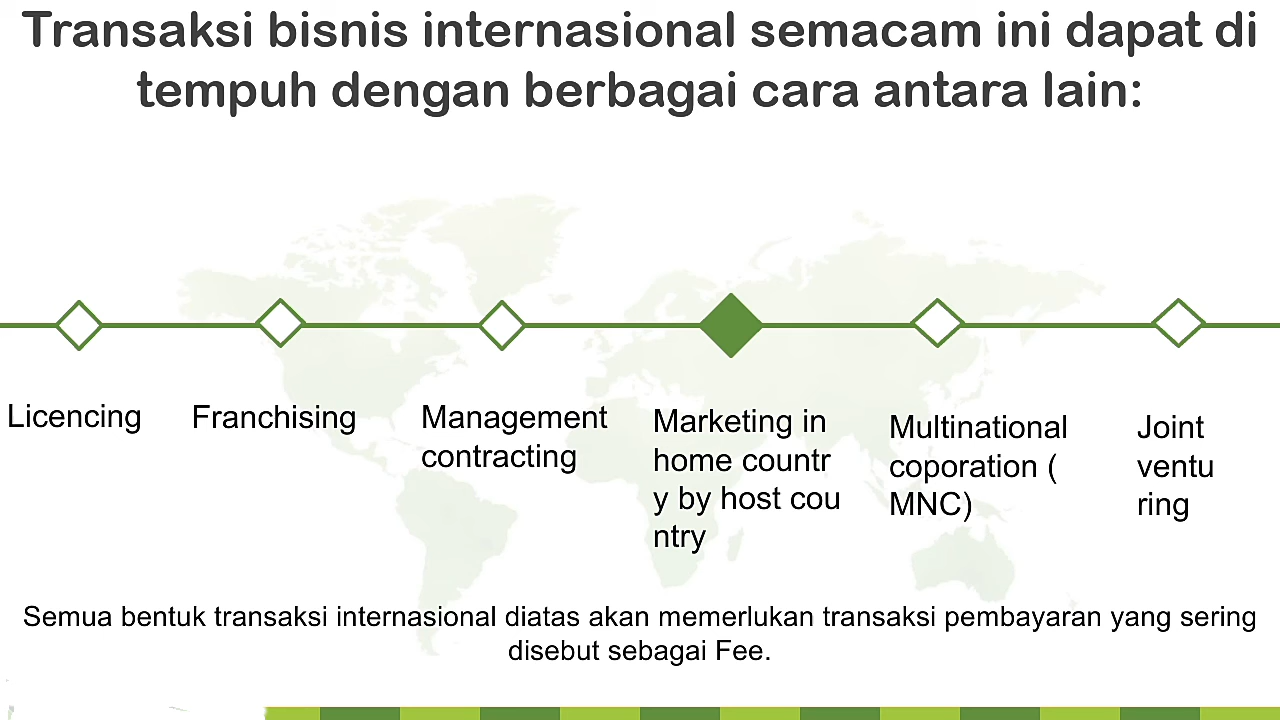 Transaksi bisnis internasional semacam ini dapat di
tempuh dengan berbagai cara antara lain:
Licencing
Franchising
Management
contracting
Marketing in
home countr
y by host cou
ntry
Multinational
coporation (
MNC)
Joint
ventu
ring
Semua bentuk transaksi internasional diatas akan memerlukan transaksi pembayaran yang sering
disebut sebagai Fee.